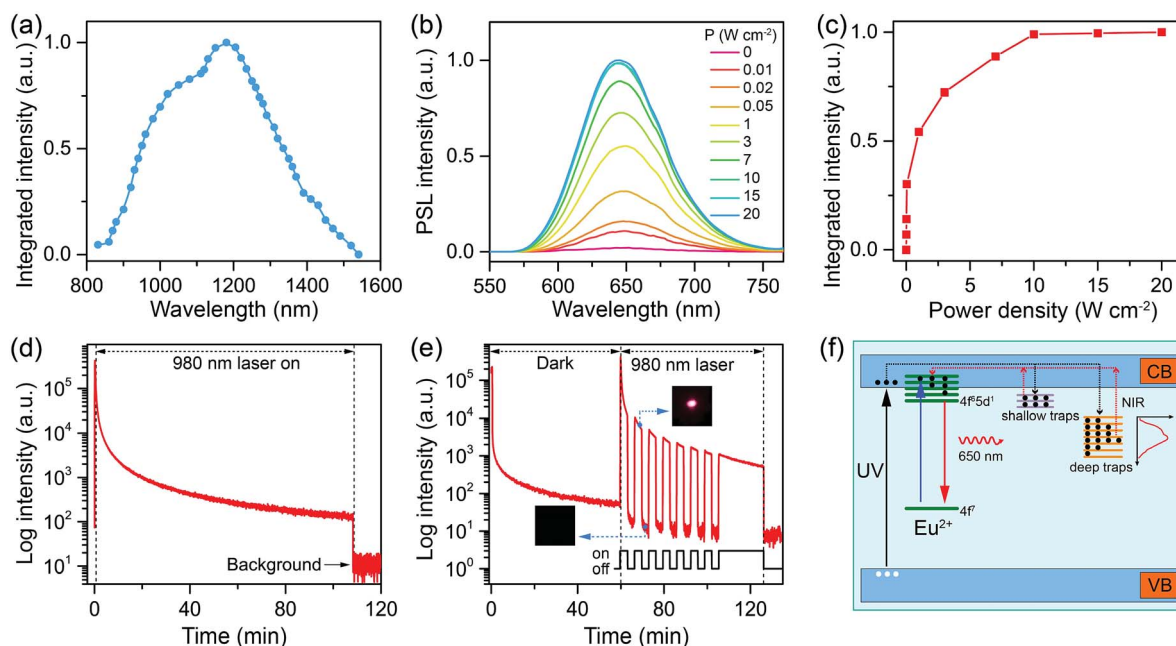 (a)
Integrated intensity (a.u.)
1.0
0.5
0.0
800 1000 1200 1400 1600
Wavelength (nm)
(b)
PSL intensity (a.u.)
1.0
0.5
0.0
550 600 650 700 750
Wavelength (nm)
P (W cm⁻²)
0
0.01
0.02
0.05
1
3
7
10
15
20
(c)
Integrated intensity (a.u.)
1.0
0.5
0.0
0 5 10 15 20
Power density (W cm⁻²)
(d)
Log intensity (a.u.)
10⁵
10⁴
10³
10²
10¹
980 nm laser on
Background
0 40 80 120
Time (min)
(e)
Log intensity (a.u.)
10⁵
10⁴
10³
10²
10¹
10⁰
Dark
980 nm laser
on
off
0 40 80 120
Time (min)
(f)
CB
4f⁶5d¹
shallow traps
NIR
deep traps
650 nm
UV
4f⁷
Eu²⁺
VB